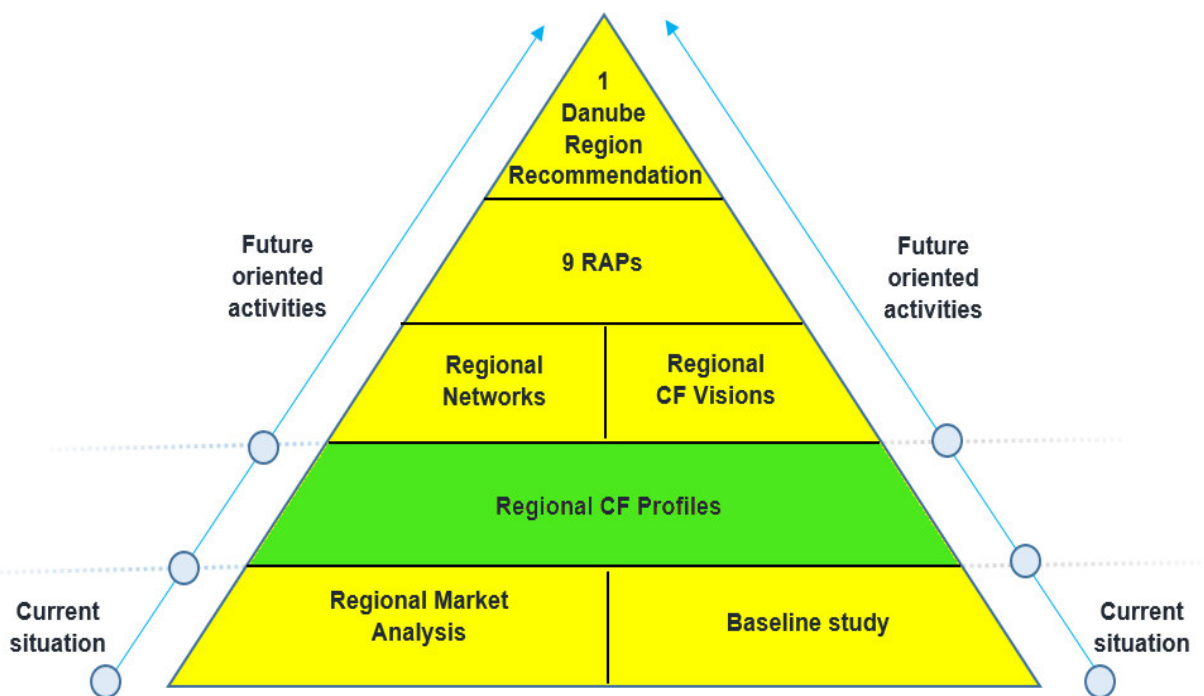 1
Danube
Region
Recommendation
9 RAPs
Future
oriented
activities
Future
oriented
activities
Regional
Networks
Regional
CF Visions
Regional CF Profiles
Regional Market
Analysis
Baseline study
Current
situation
Current
situation